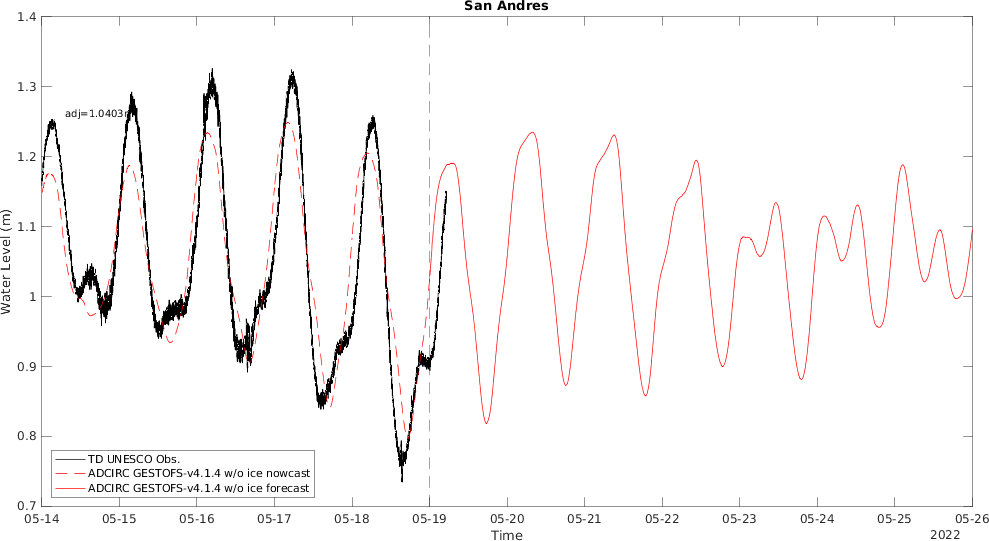 San Andres
1.4
1.3
1.2
1.1
1
0.9
0.8
0.7
Water Level (m)
adj=1.0403
TD UNESCO Obs.
ADCIRC GESTOFS-v4.1.4 w/o ice nowcast
ADCIRC GESTOFS-v4.1.4 w/o ice forecast
05-14 05-15 05-16 05-17 05-18 05-19 05-20 05-21 05-22 05-23 05-24 05-25 05-26
Time
2022